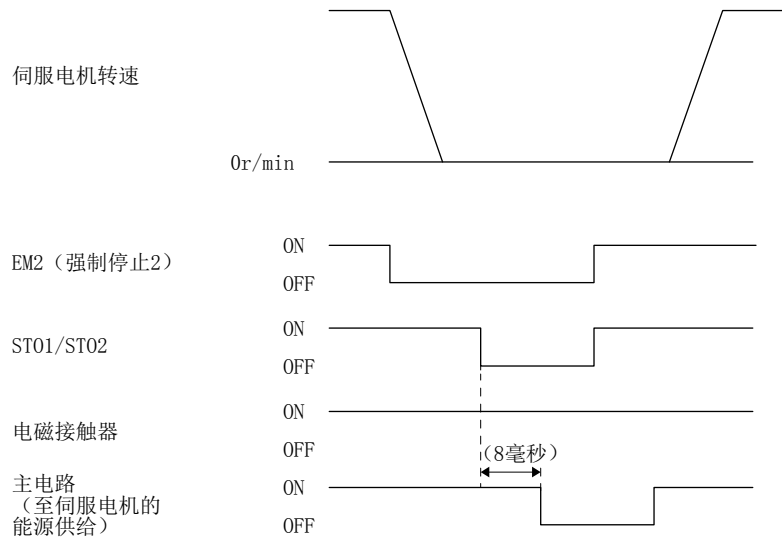 伺服电机转速
0r/min
EM2（强制停止2）
ON
OFF
STO1/STO2
ON
OFF
电磁接触器
ON
OFF
（8毫秒）
主电路
（至伺服电机的
能源供给）
ON
OFF